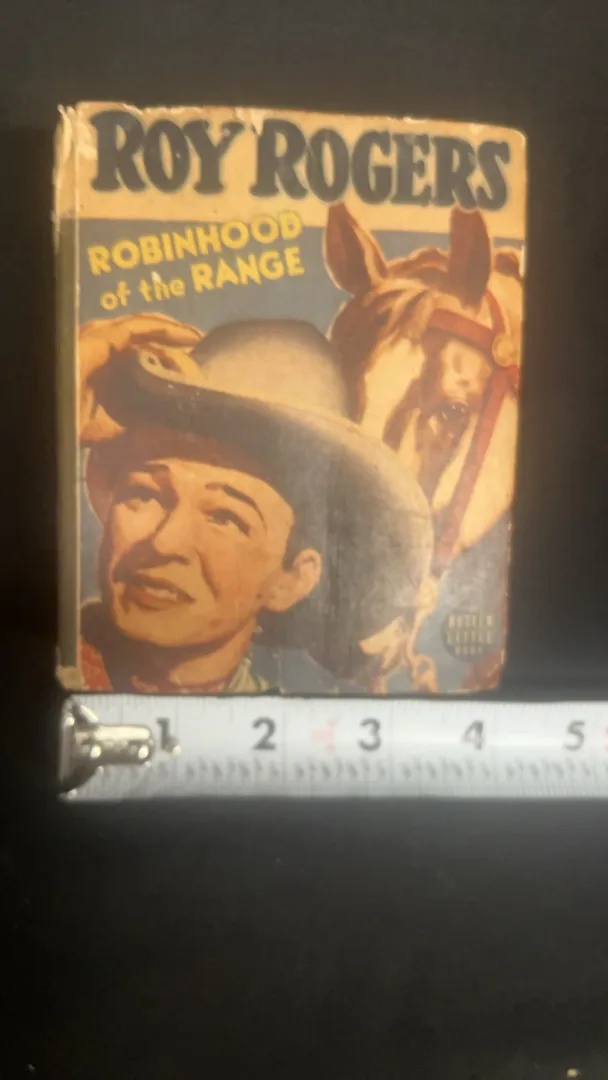 ROY ROGERS
ROBINHOOD
of the RANGE
BETTER
LITTLE
BOOK
1 2 3 4 5